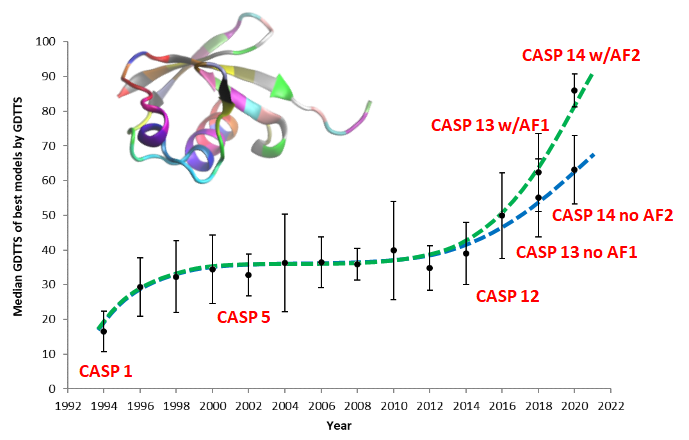 100
90
80
70
60
50
40
30
20
10
0
Median GDTTS of best models by GDTTS
CASP 14 w/AF2
CASP 13 w/AF1
CASP 14 no AF2
CASP 13 no AF1
CASP 12
CASP 5
CASP 1
1992 1994 1996 1998 2000 2002 2004 2006 2008 2010 2012 2014 2016 2018 2020 2022
Year